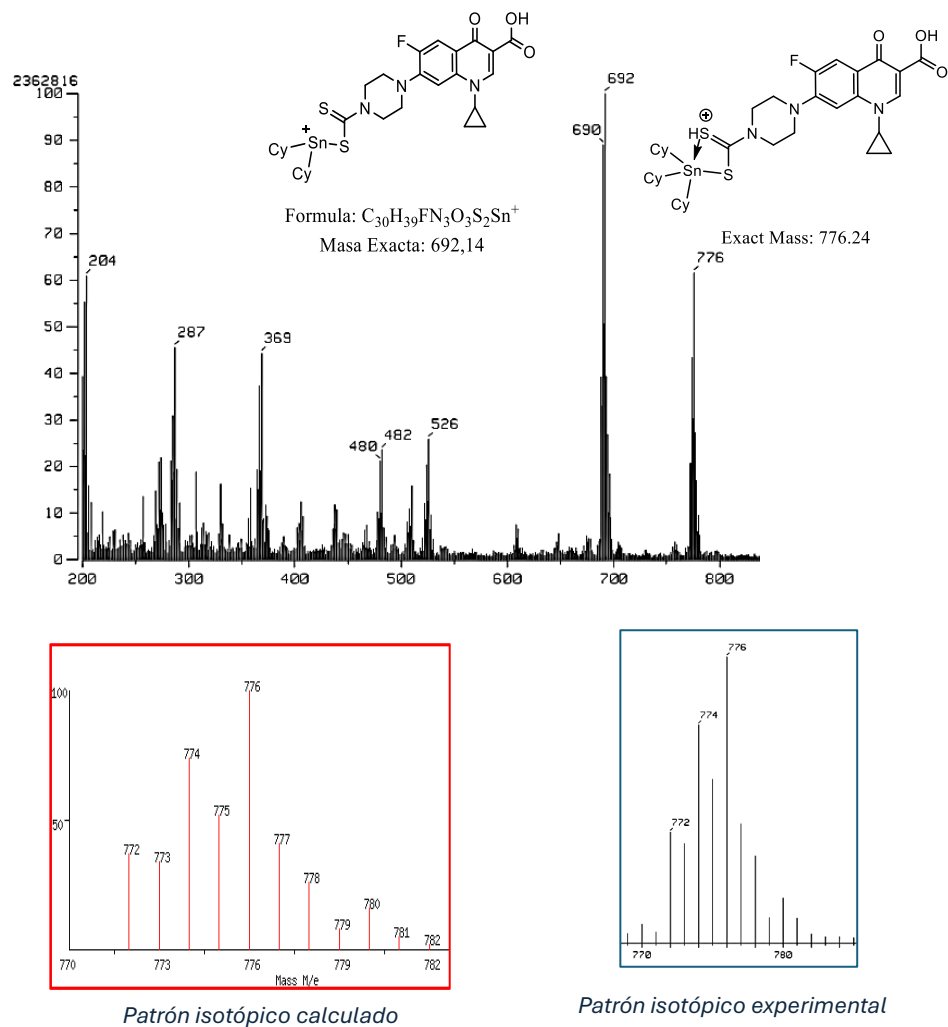 O
OH
F
O
N
N
N
S
+
Sn
S
Cy
Cy
Formula: C30H39FN3O3S2Sn+
Masa Exacta: 692,14
O
OH
F
O
N
N
N
⊕
HS
Cy
Cy
Sn
S
Cy
Exact Mass: 776.24
2362816
100
90
80
70
60
50
40
30
20
10
0
204
287
369
480
482
526
690
692
776
200
300
400
500
600
700
800
100
50
772
773
774
775
776
777
778
779
780
781
782
770
773
776
779
782
Mass M/e
Patrón isotópico calculado
772
774
776
770
780
Patrón isotópico experimental